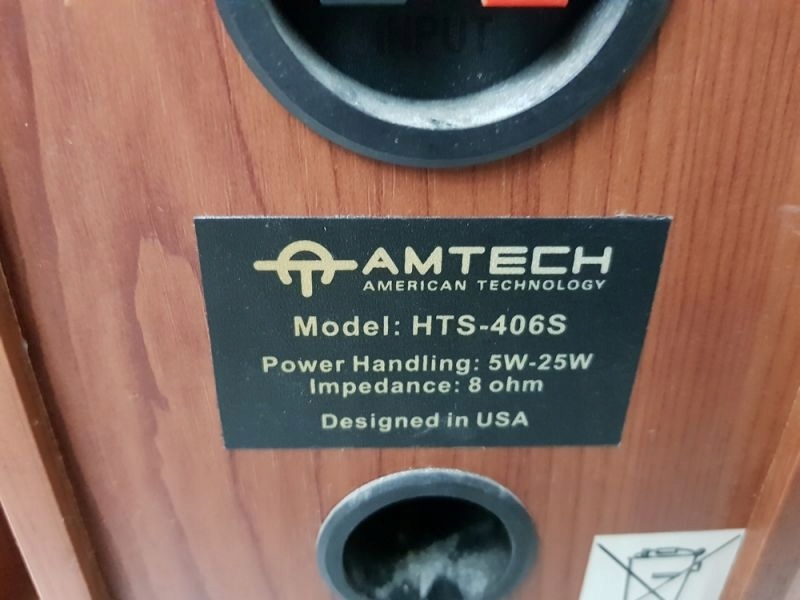 INPUT
AMTECH
AMERICAN TECHNOLOGY
Model: HTS-406S
Power Handling: 5W-25W
Impedance: 8 ohm
Designed in USA